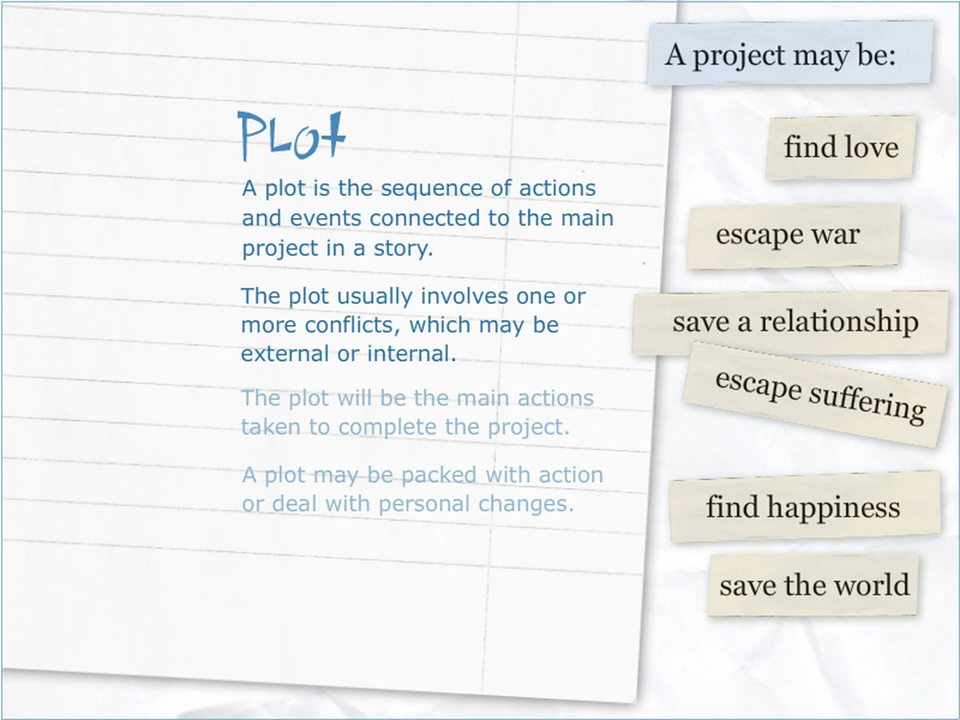 PLot
A plot is the sequence of actions
and events connected to the main
project in a story.
The plot usually involves one or
more conflicts, which may be
external or internal.
The plot will be the main actions
taken to complete the project.
A plot may be packed with action
or deal with personal changes.
A project may be:
find love
escape war
save a relationship
escape suffering
find happiness
save the world